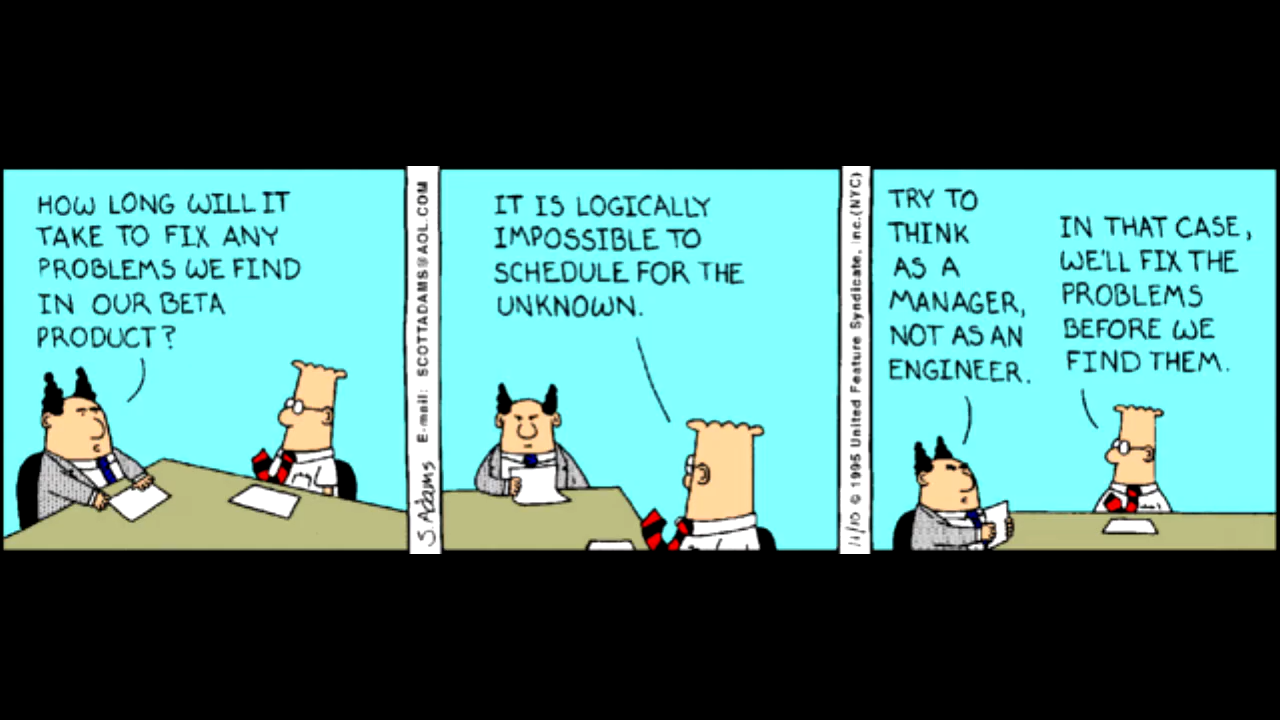 HOW LONG WILL IT
TAKE TO FIX ANY
PROBLEMS WE FIND
IN OUR BETA
PRODUCT?
S.Adams E-mail: SCOTTADAMS@AOL.COM
IT IS LOGICALLY
IMPOSSIBLE TO
SCHEDULE FOR THE
UNKNOWN.
11/10 © 1995 United Feature Syndicate, Inc.(NYC)
TRY TO
THINK
AS A
MANAGER,
NOT AS AN
ENGINEER.
IN THAT CASE,
WE'LL FIX THE
PROBLEMS
BEFORE WE
FIND THEM.